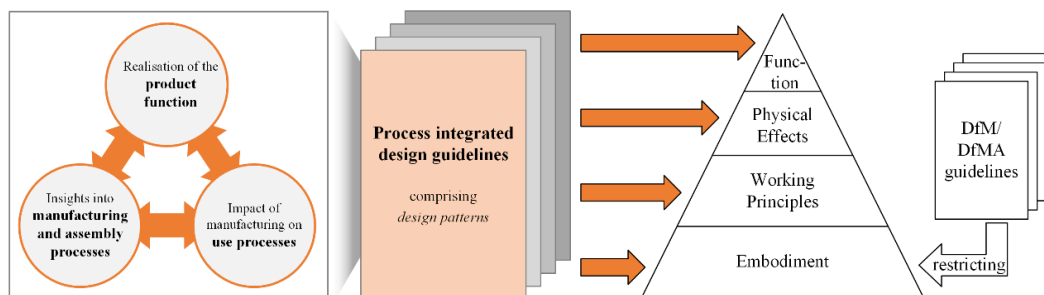 Realisation of the
product
function
Insights into
manufacturing
and assembly
processes
Impact of
manufacturing on
use processes
Process integrated
design guidelines
comprising
design patterns
Func-
tion
Physical
Effects
Working
Principles
Embodiment
DfM/
DfMA
guidelines
restricting